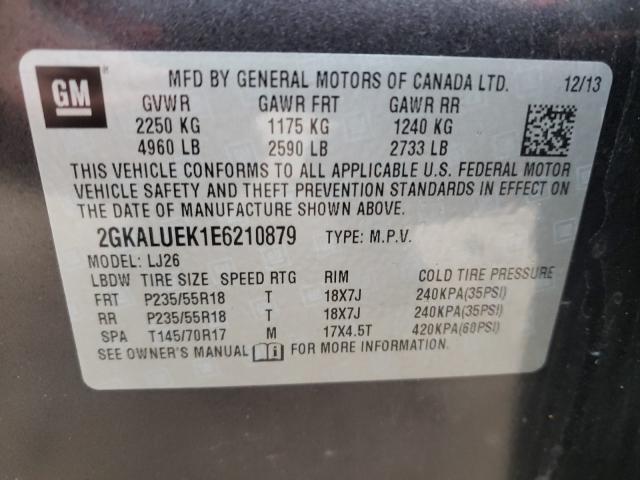 GM
MFD BY GENERAL MOTORS OF CANADA LTD. 12/13
GVWR GAWR FRT GAWR RR
2250 KG 1175 KG 1240 KG
4960 LB 2590 LB 2733 LB
THIS VEHICLE CONFORMS TO ALL APPLICABLE U.S. FEDERAL MOTOR
VEHICLE SAFETY AND THEFT PREVENTION STANDARDS IN EFFECT ON
THE DATE OF MANUFACTURE SHOWN ABOVE.
2GKALUEK1E6210879 TYPE: M.P.V.
MODEL: LJ26
LBDW TIRE SIZE SPEED RTG RIM COLD TIRE PRESSURE
FRT P235/55R18 T 18X7J 240KPA(35PSI)
RR P235/55R18 T 18X7J 240KPA(35PSI)
SPA T145/70R17 M 17X4.5T 420KPA(60PSI)
SEE OWNER'S MANUAL FOR MORE INFORMATION.